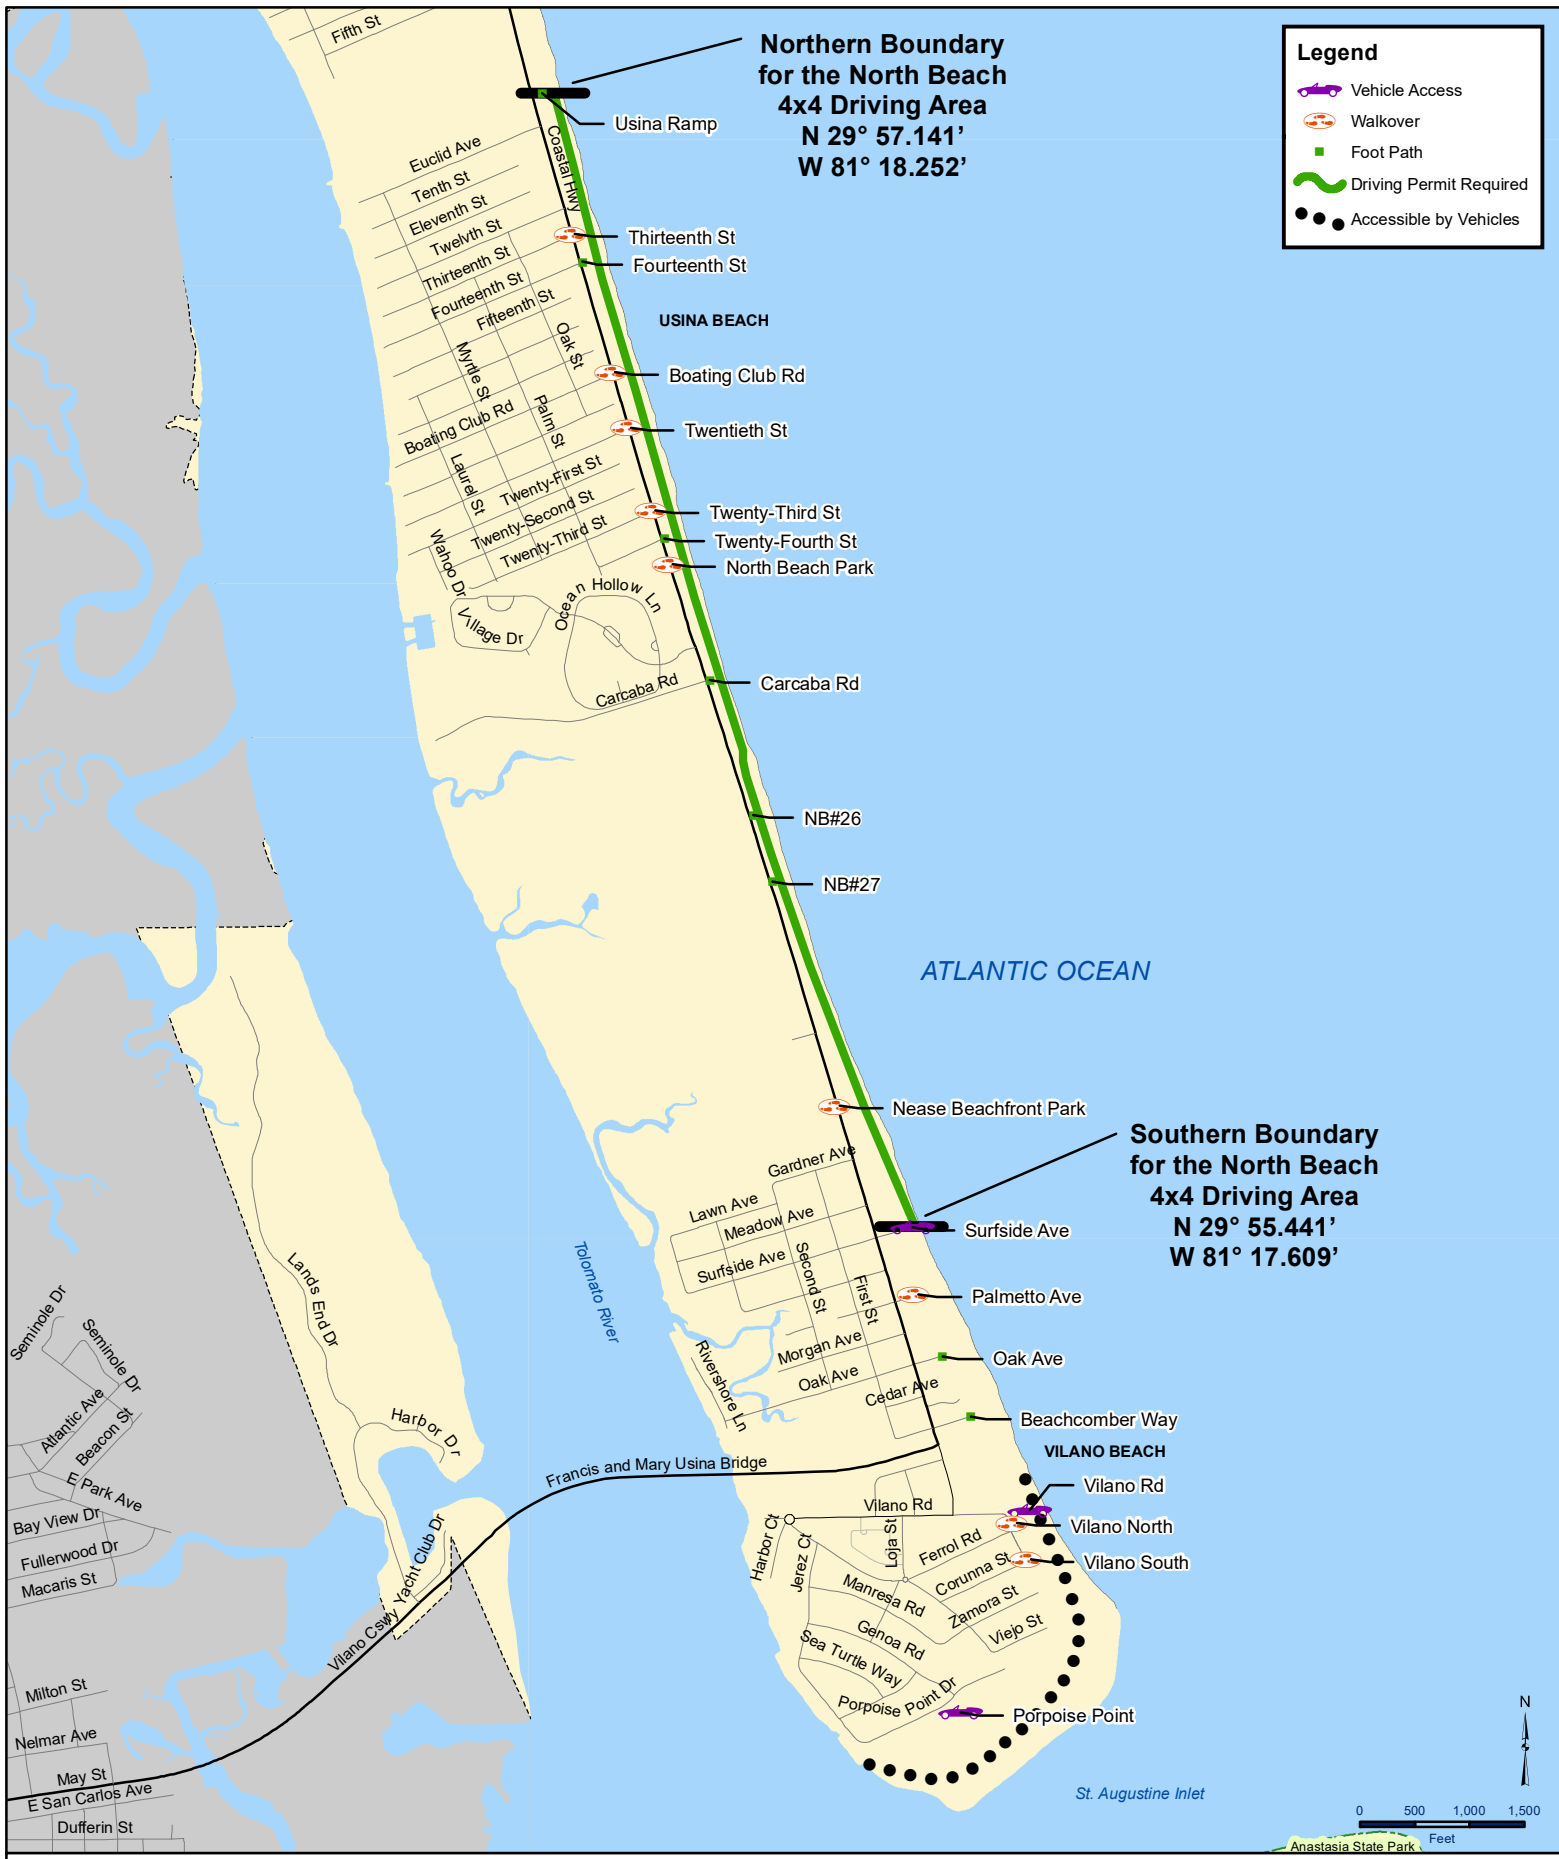 Fifth St
Northern Boundary
for the North Beach
4x4 Driving Area
N 29° 57.141’
W 81° 18.252’
Legend
Vehicle Access
Walkover
Foot Path
Driving Permit Required
Accessible by Vehicles
Usina Ramp
Coastal Hwy
Euclid Ave
Tenth St
Eleventh St
Twelvth St
Thirteenth St
Fourteenth St
Fifteenth St
Thirteenth St
Fourteenth St
USINA BEACH
Oak St
Myrtle St
Palm St
Boating Club Rd
Boating Club Rd
Twentieth St
Laurel St
Twenty-First St
Twenty-Second St
Twenty-Third St
Twenty-Third St
Twenty-Fourth St
North Beach Park
Wahoo Dr
Village Dr
Ocean Hollow Ln
Carcaba Rd
Carcaba Rd
NB#26
NB#27
ATLANTIC OCEAN
Nease Beachfront Park
Southern Boundary
for the North Beach
4x4 Driving Area
N 29° 55.441’
W 81° 17.609’
Gardner Ave
Lawn Ave
Meadow Ave
Surfside Ave
Surfside Ave
Second St
First St
Palmetto Ave
Tolomato River
Lands End Dr
Morgan Ave
Oak Ave
Oak Ave
Cedar Ave
Rivershore Ln
Beachcomber Way
VILANO BEACH
Seminole Dr
Seminole Dr
Atlantic Ave
Beacon St
Harbor Dr
E Park Ave
Bay View Dr
Fullerwood Dr
Macaris St
Francis and Mary Usina Bridge
Yacht Club Dr
Vilano Cswy
Vilano Rd
Vilano Rd
Vilano North
Vilano South
Harbor Ct
Jerez Ct
Loja St
Ferrol Rd
Corunna St
Zamora St
Viejo St
Manresa Rd
Genoa Rd
Sea Turtle Way
Porpoise Point Dr
Porpoise Point
Milton St
Nelmar Ave
May St
E San Carlos Ave
Dufferin St
St. Augustine Inlet
N
0 500 1,000 1,500
Feet
Anastasia State Park